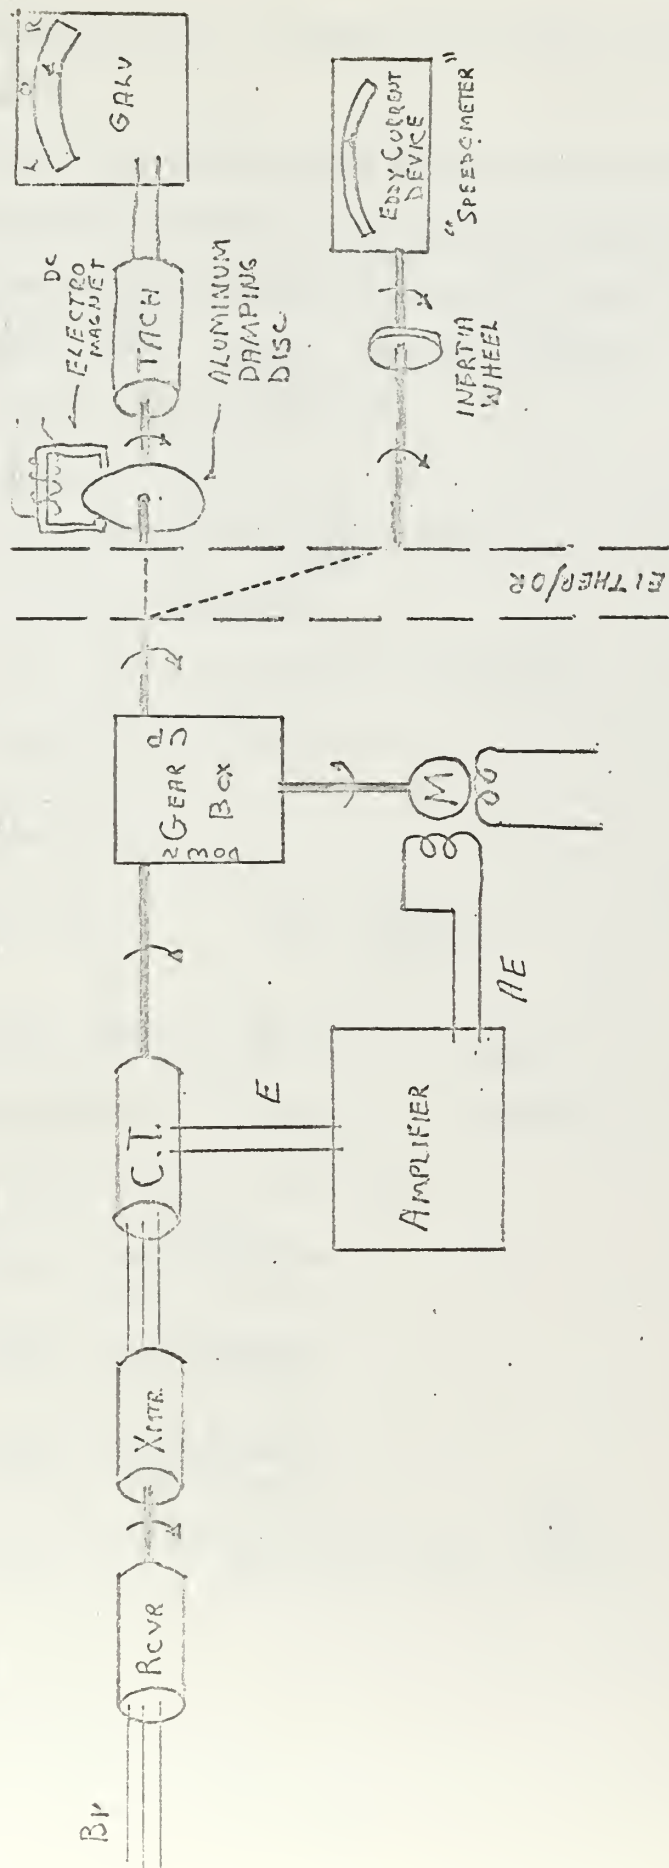 Br
RCVR
XMTR
C.T.
E
AMPLIFIER
AE
GEAR
BOX
M
EITHER/OR
DC
ELECTRO
MAGNET
ALUMINUM
DAMPING
DISC
TACH
L O R
GALV
INERTIA
WHEEL
EDDY CURRENT
DEVICE
"SPEEDOMETER"